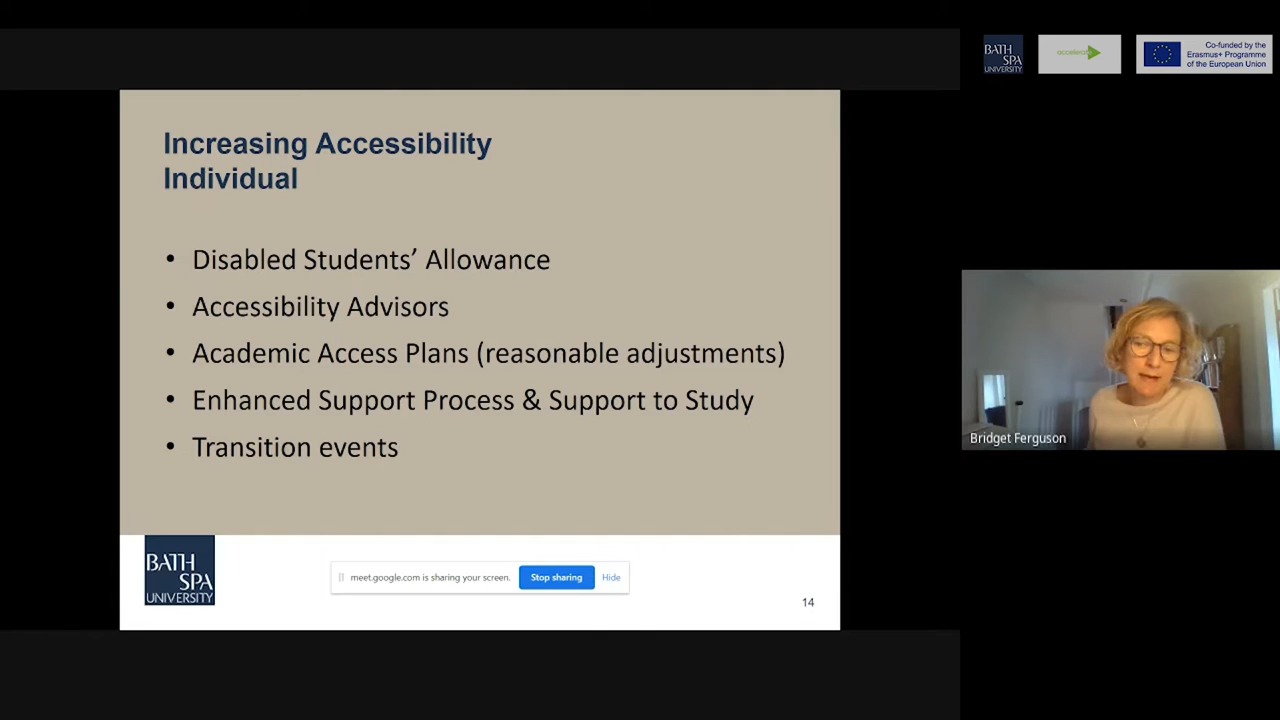 BATH
SPA
UNIVERSITY
accelerate
Co-funded by the
Erasmus+ Programme
of the European Union
Increasing Accessibility
Individual
• Disabled Students’ Allowance
• Accessibility Advisors
• Academic Access Plans (reasonable adjustments)
• Enhanced Support Process & Support to Study
• Transition events
Bridget Ferguson
BATH
SPA
UNIVERSITY
meet.google.com is sharing your screen. Stop sharing Hide
14